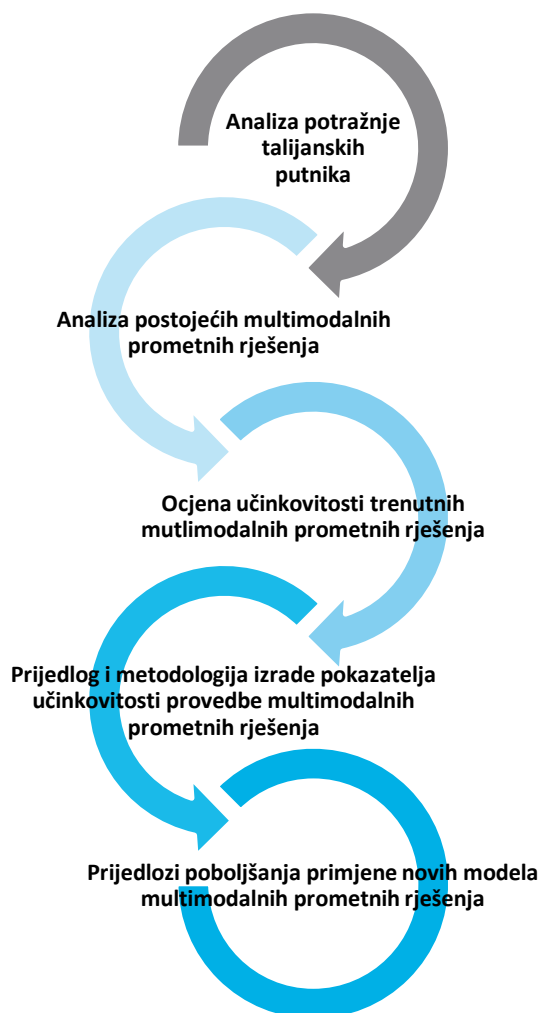 Analiza potražnje
talijanskih
putnika
Analiza postojećih multimodalnih
prometnih rješenja
Ocjena učinkovitosti trenutnih
mutlimodalnih prometnih rješenja
Prijedlog i metodologija izrade pokazatelja
učinkovitosti provedbe multimodalnih
prometnih rješenja
Prijedlozi poboljšanja primjene novih modela
multimodalnih prometnih rješenja